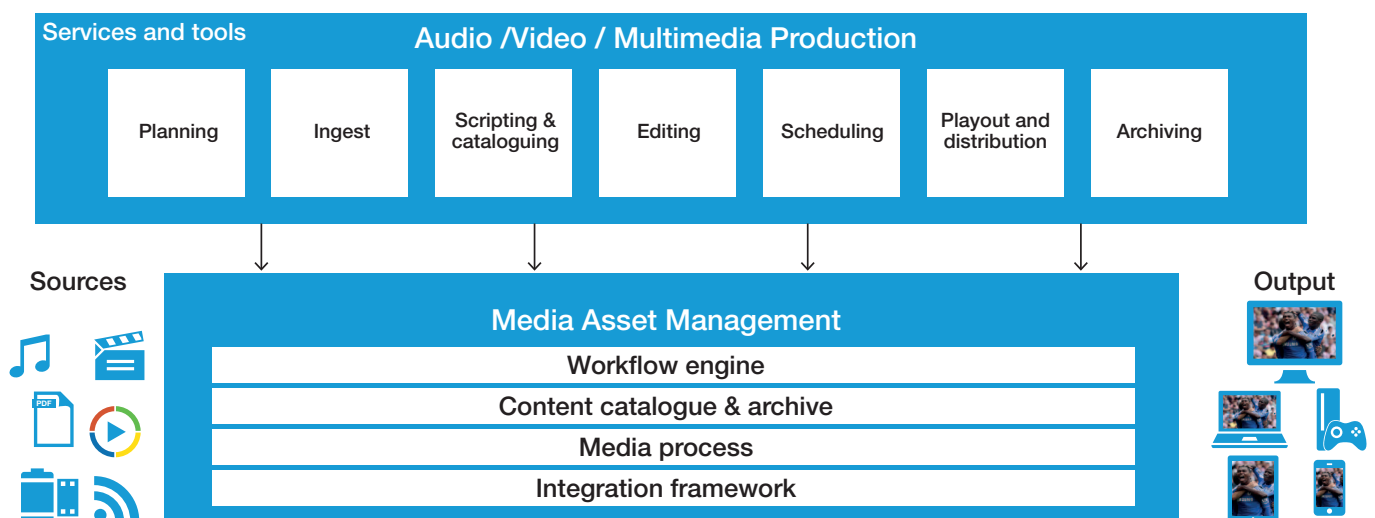 Services and tools
Audio /Video / Multimedia Production
Planning
Ingest
Scripting &
cataloguing
Editing
Scheduling
Playout and
distribution
Archiving
Sources
Output
Media Asset Management
Workflow engine
Content catalogue & archive
Media process
Integration framework
PDF